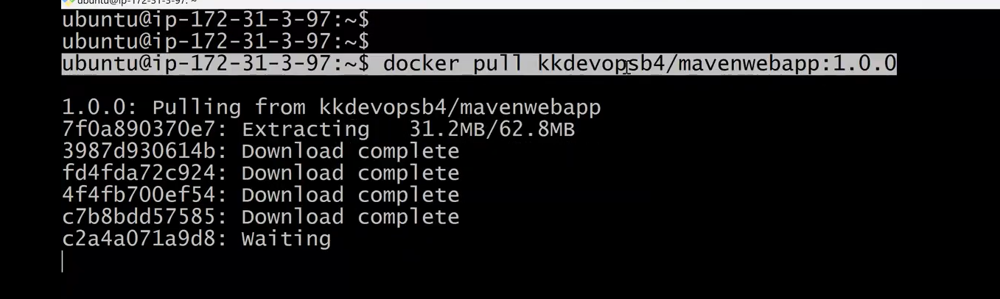 ubuntu@ip-172-31-3-97: ~
ubuntu@ip-172-31-3-97:~$
ubuntu@ip-172-31-3-97:~$
ubuntu@ip-172-31-3-97:~$ docker pull kkdevopsb4/mavenwebapp:1.0.0
1.0.0: Pulling from kkdevopsb4/mavenwebapp
7f0a890370e7: Extracting 31.2MB/62.8MB
3987d930614b: Download complete
fd4fda72c924: Download complete
4f4fb700ef54: Download complete
c7b8bdd57585: Download complete
c2a4a071a9d8: Waiting